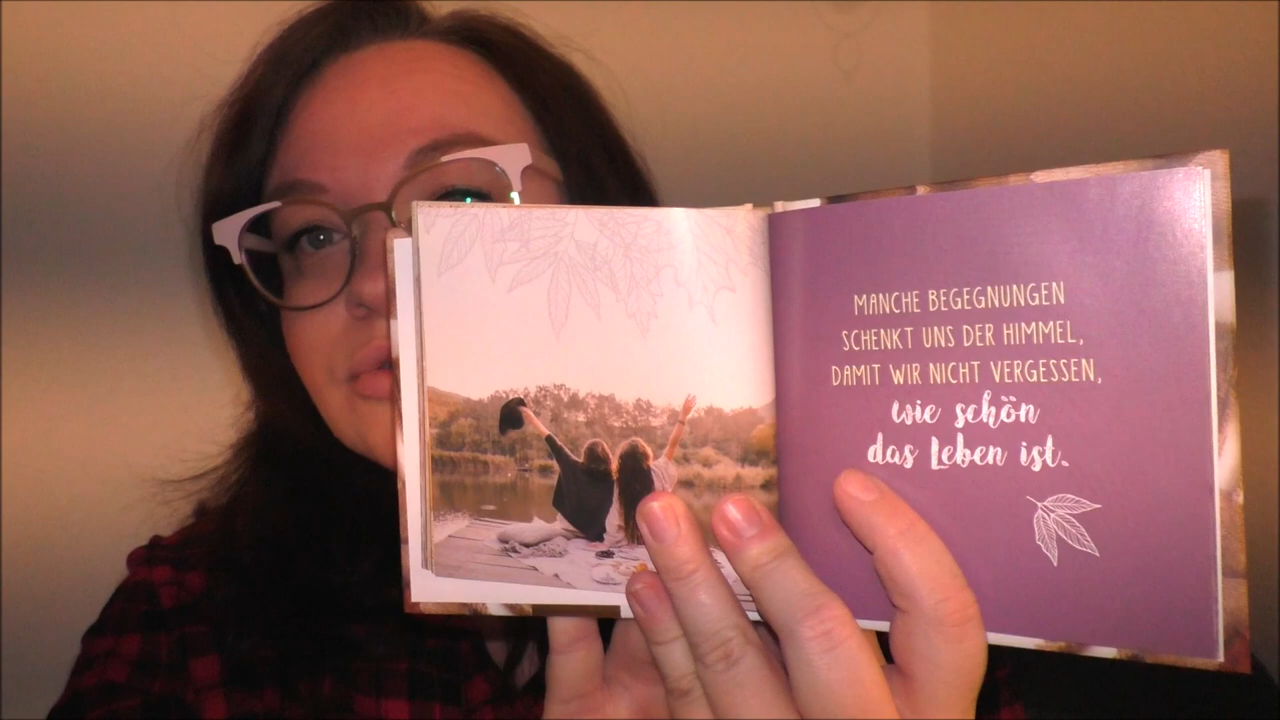 MANCHE BEGEGNUNGEN
SCHENKT UNS DER HIMMEL,
DAMIT WIR NICHT VERGESSEN,
wie schön
das Leben ist.